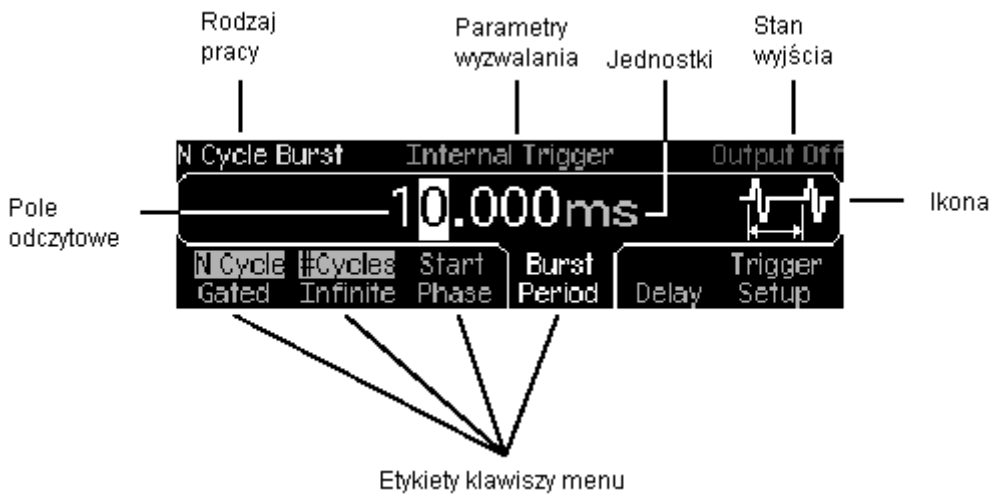 Rodzaj
pracy
Parametry
wyzwalania
Jednostki
Stan
wyjścia
N Cycle Burst Internal Trigger Output Off
Pole
odczytowe
10.000ms
Ikona
N Cycle #Cycles Start Burst Trigger
Gated Infinite Phase Period Delay Setup
Etykiety klawiszy menu